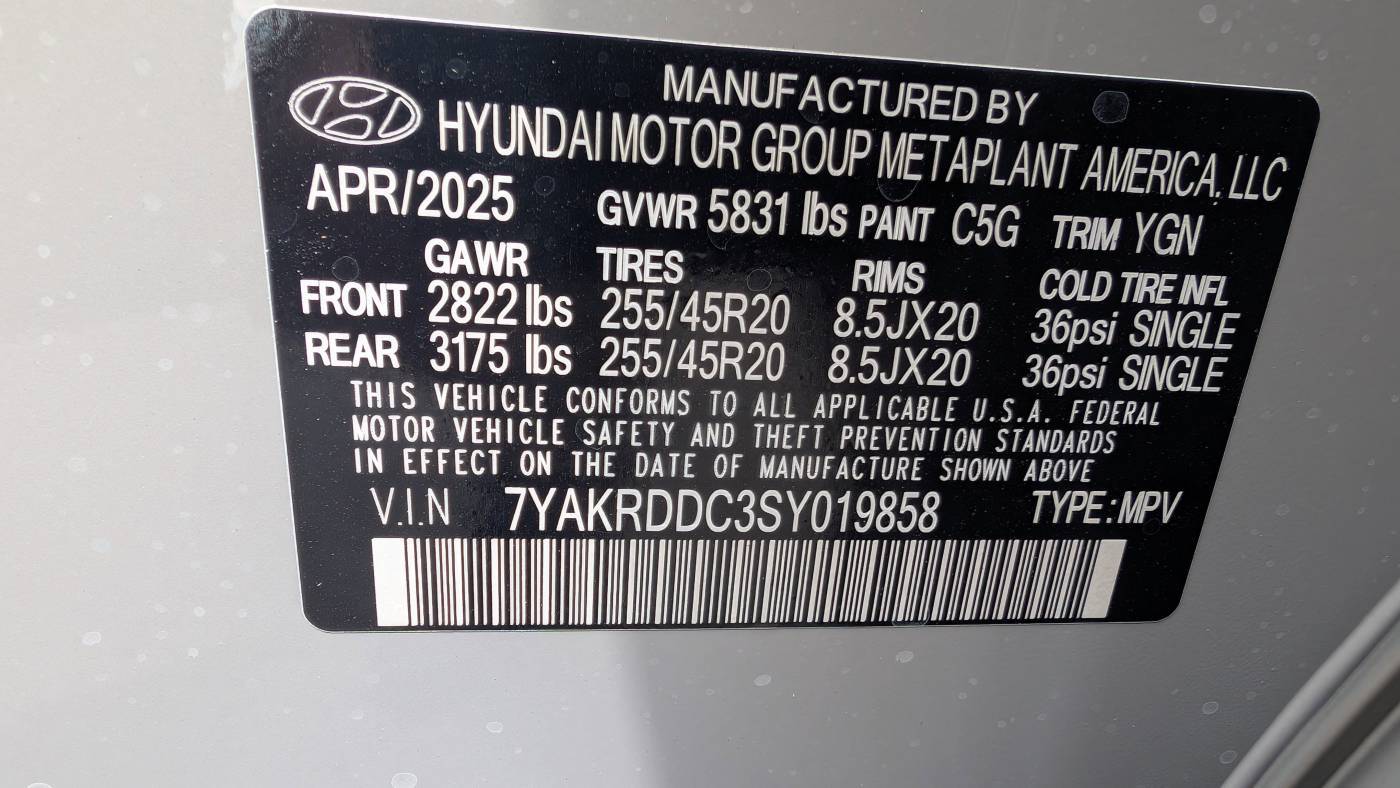 MANUFACTURED BY
HYUNDAI MOTOR GROUP METAPLANT AMERICA, LLC
APR/2025 GVWR 5831 lbs PAINT C5G TRIM YGN
GAWR TIRES RIMS COLD TIRE INFL
FRONT 2822 lbs 255/45R20 8.5JX20 36psi SINGLE
REAR 3175 lbs 255/45R20 8.5JX20 36psi SINGLE
THIS VEHICLE CONFORMS TO ALL APPLICABLE U.S.A. FEDERAL
MOTOR VEHICLE SAFETY AND THEFT PREVENTION STANDARDS
IN EFFECT ON THE DATE OF MANUFACTURE SHOWN ABOVE
V.I.N 7YAKRDDC3SY019858 TYPE:MPV